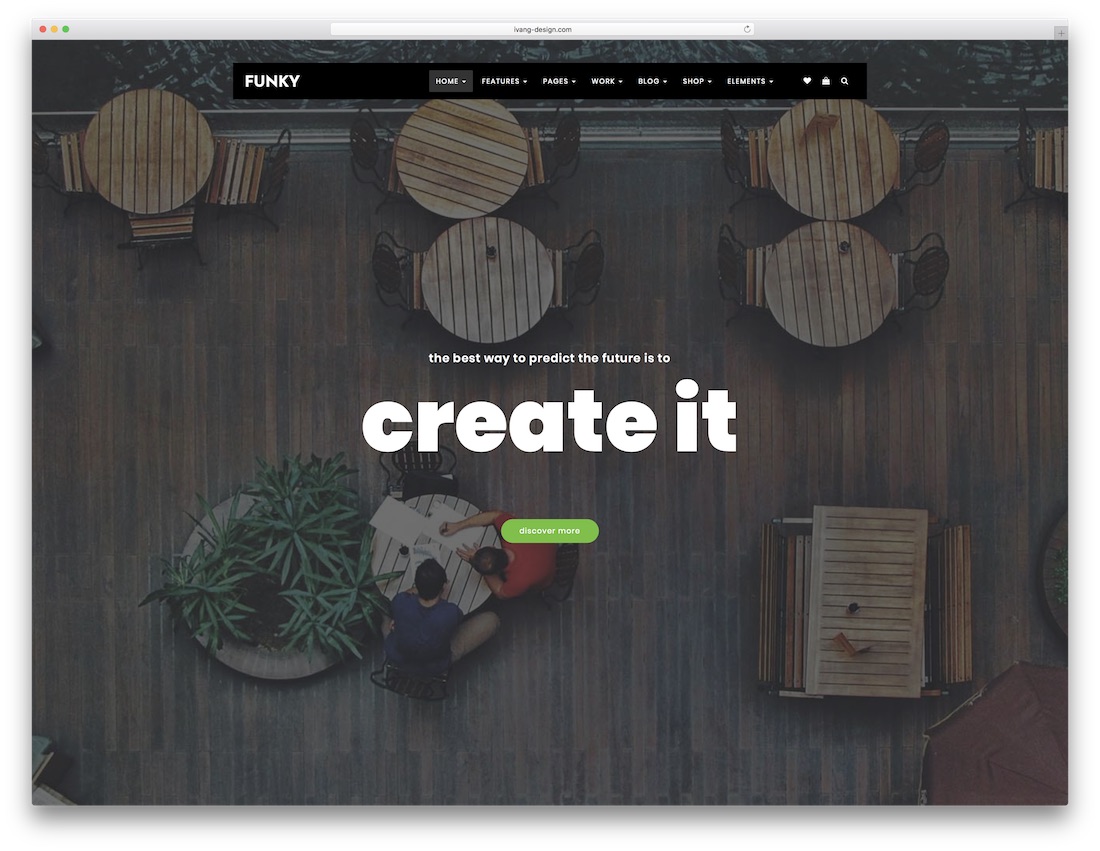 ivang-design.com
FUNKY HOME FEATURES PAGES WORK BLOG SHOP ELEMENTS
the best way to predict the future is to
create it
discover more